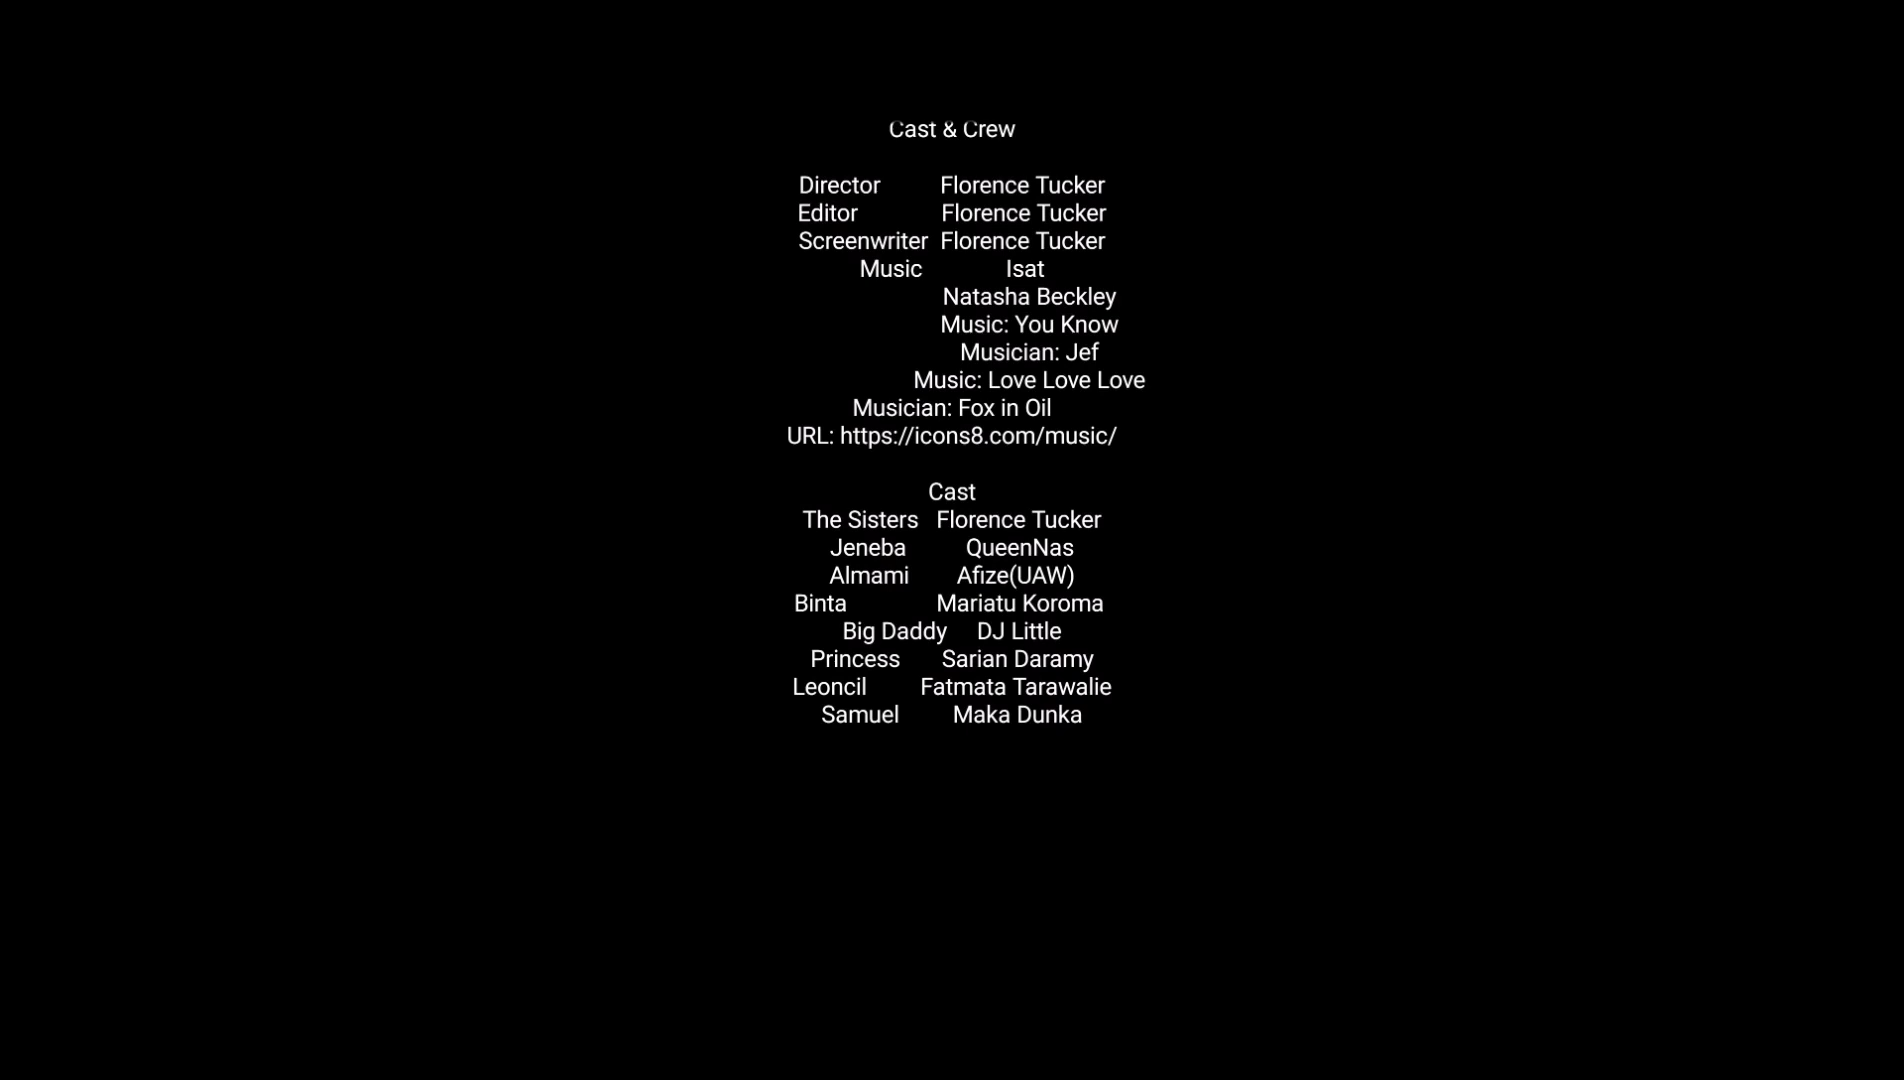 Cast & Crew
Director Florence Tucker
Editor Florence Tucker
Screenwriter Florence Tucker
Music Isat
Natasha Beckley
Music: You Know
Musician: Jef
Music: Love Love Love
Musician: Fox in Oil
URL: https://icons8.com/music/
Cast
The Sisters Florence Tucker
Jeneba QueenNas
Almami Afize(UAW)
Binta Mariatu Koroma
Big Daddy DJ Little
Princess Sarian Daramy
Leoncil Fatmata Tarawalie
Samuel Maka Dunka